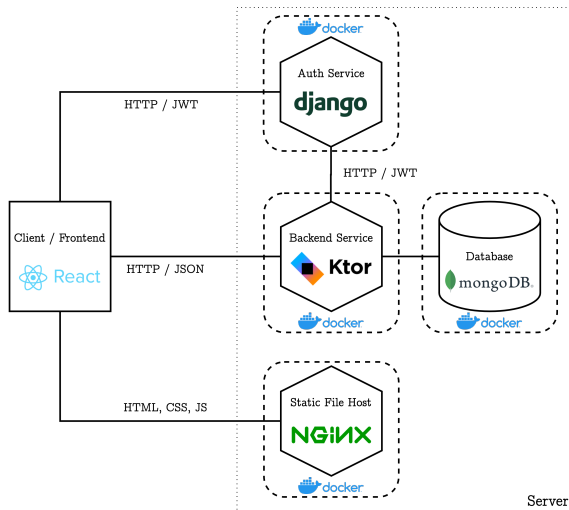 docker
Auth Service
django
HTTP / JWT
HTTP / JWT
Client / Frontend
React
HTTP / JSON
Backend Service
Ktor
docker
Database
mongoDB.
docker
HTML, CSS, JS
Static File Host
NGiNX
docker
Server